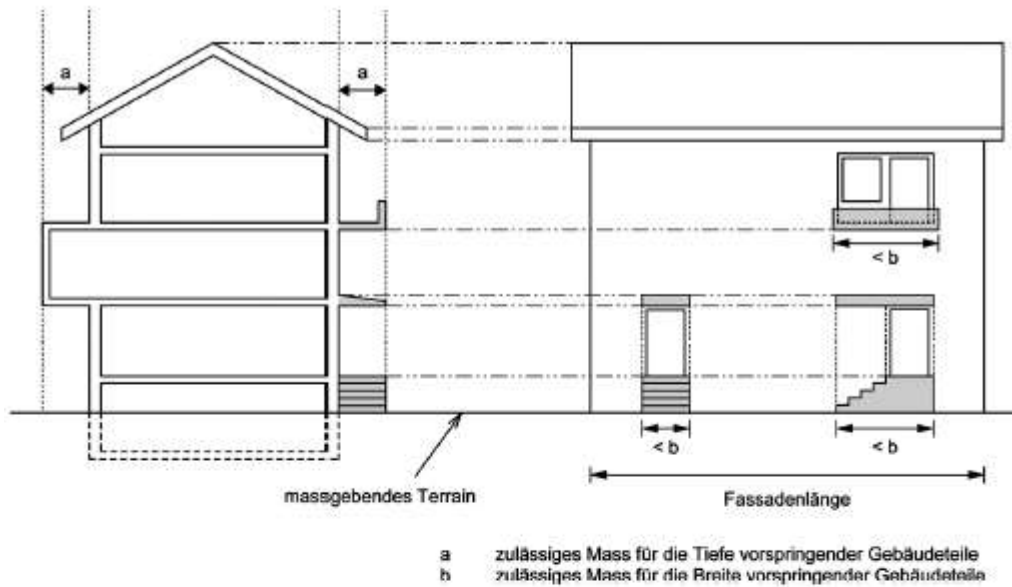 a
a
< b
< b
< b
massgebendes Terrain
Fassadenlänge
a zulässiges Mass für die Tiefe vorspringender Gebäudeteile
b zulässiges Mass für die Breite vorspringender Gebäudeteile